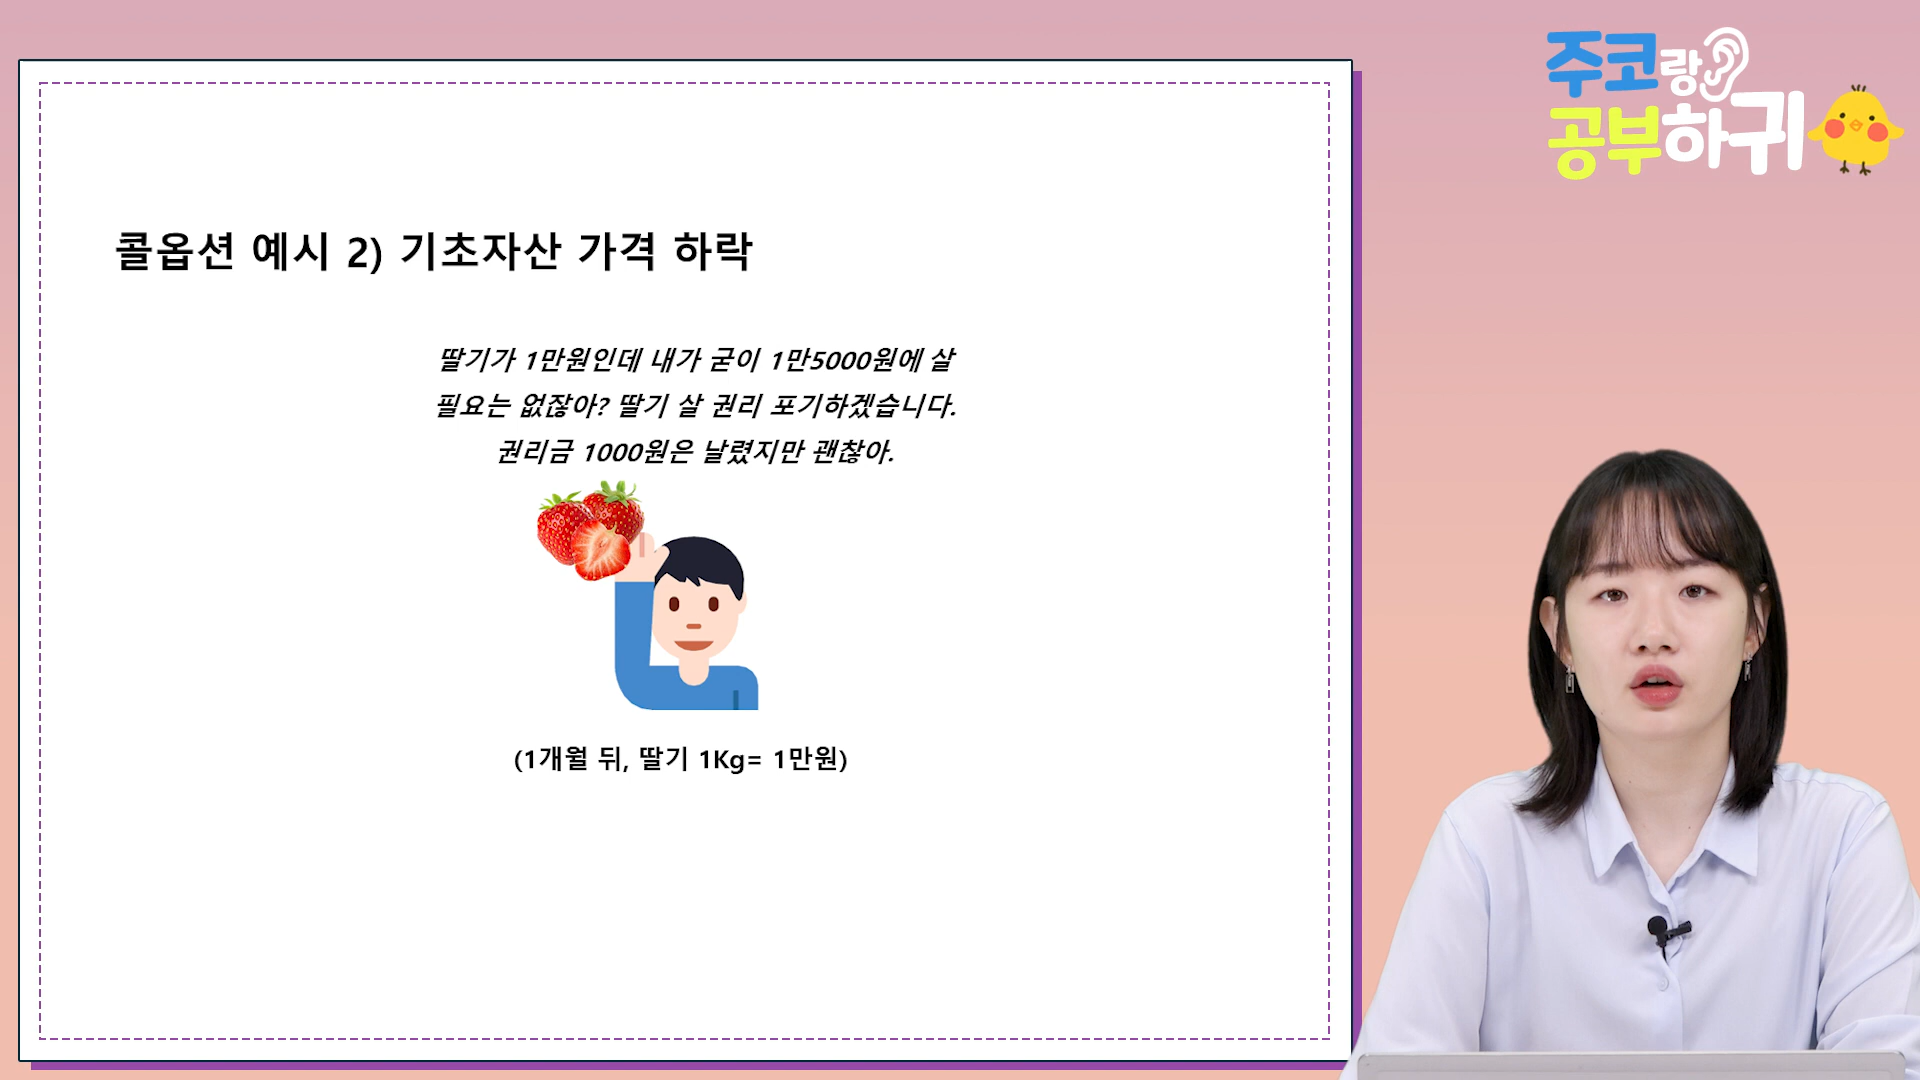 주코랑
공부하귀
콜옵션 예시 2) 기초자산 가격 하락
딸기가 1만원인데 내가 굳이 1만5000원에 살
필요는 없잖아? 딸기 살 권리 포기하겠습니다.
권리금 1000원은 날렸지만 괜찮아.
(1개월 뒤, 딸기 1Kg= 1만원)